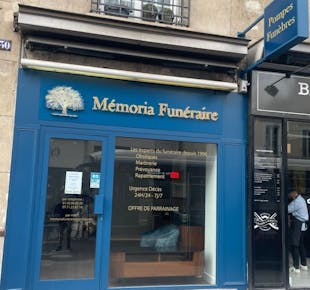 50
Pompes
Funèbres
Mémoria Funéraire
B
Les experts du funéraire depuis 1996
Obsèques
Marbrerie
Prévoyance
Rapatriement
Urgence Décès
24H/24 - 7J/7
OFFRE DE PARRAINAGE